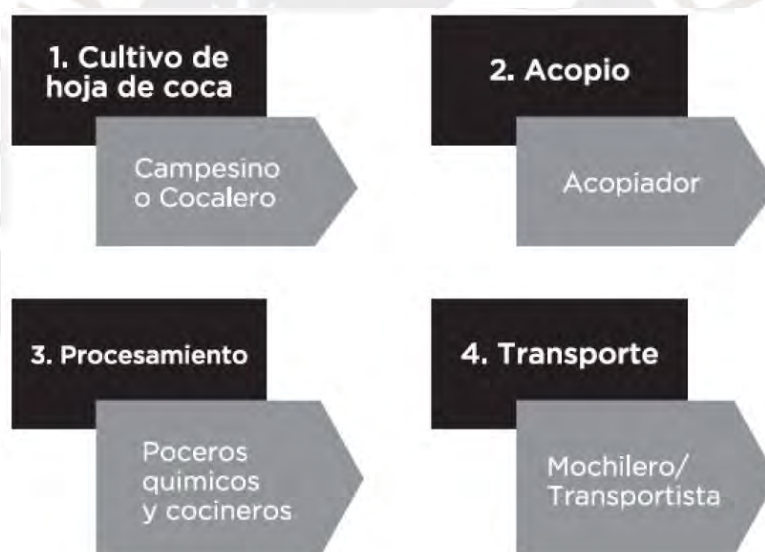 1. Cultivo de
hoja de coca
Campesino
o Cocalero
2. Acopio
Acopiador
3. Procesamiento
Poceros
quimicos
y cocineros
4. Transporte
Mochilero/
Transportista